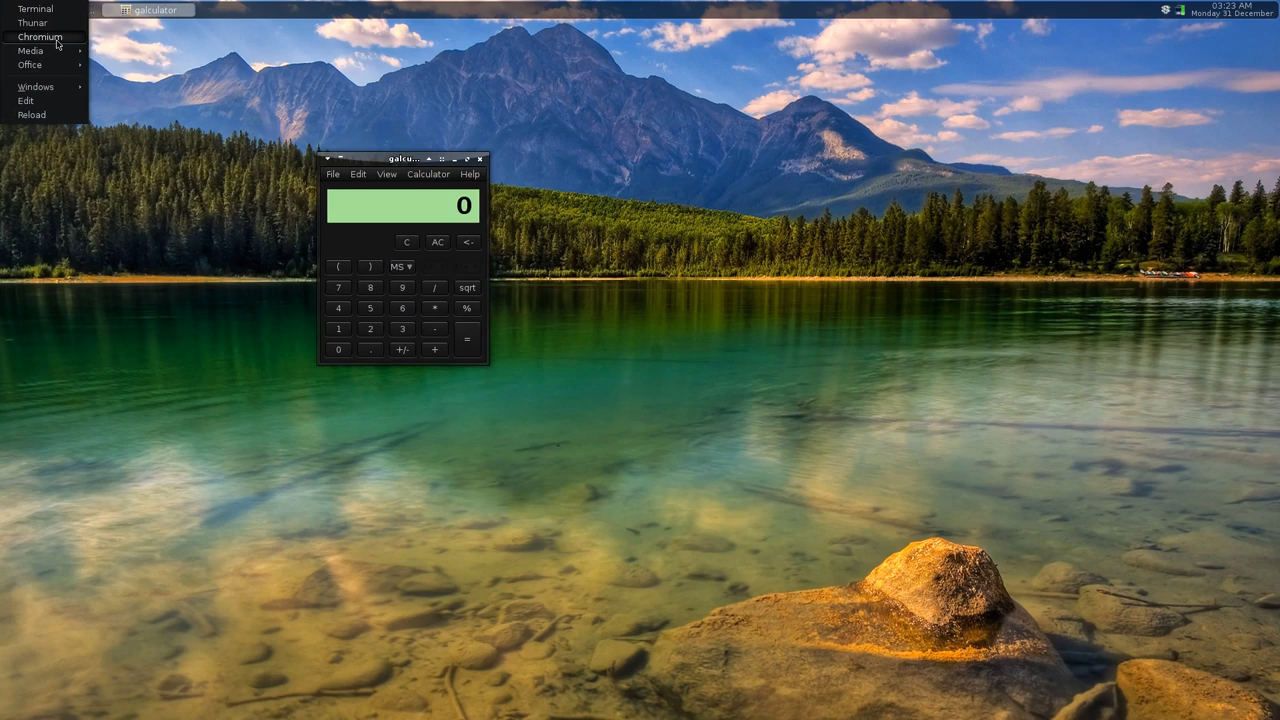 Terminal
Thunar
Chromium
Media
Office
Windows
Edit
Reload
galculator
03:23 AM
Monday 31 December
galcu...
File Edit View Calculator Help
0
C AC <-
( ) MS ▾
7 8 9 / sqrt
4 5 6 * %
1 2 3 - =
0 . +/- +